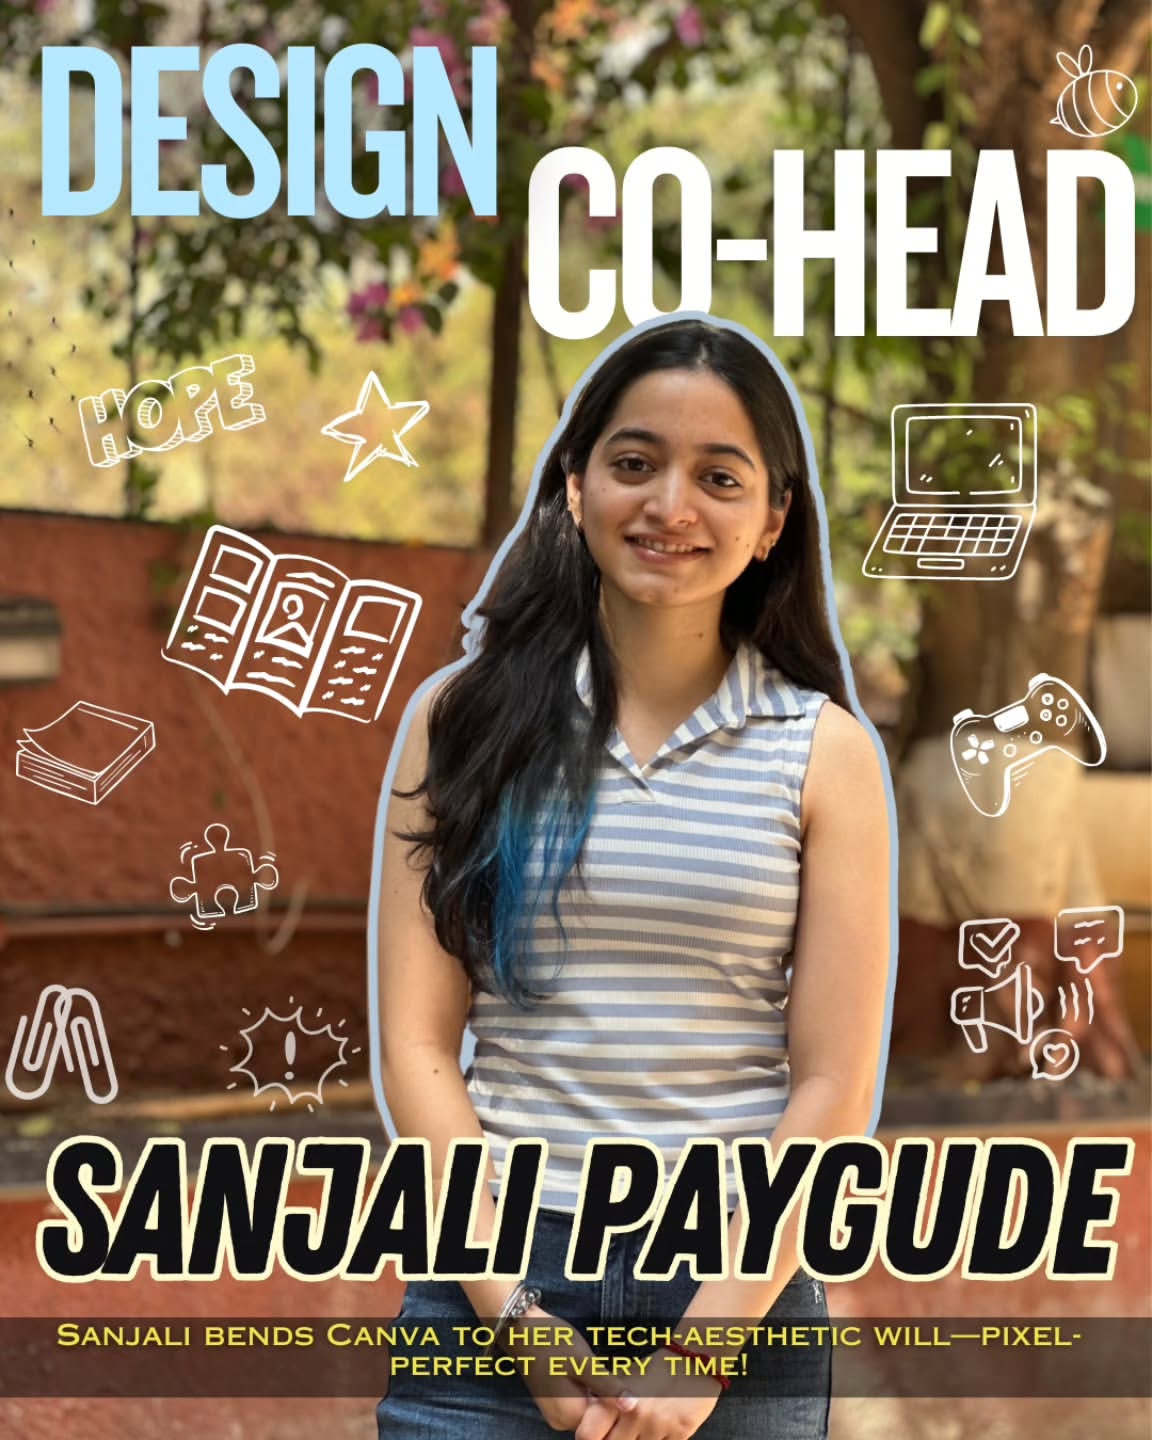 DESIGN
CO-HEAD
HOPE
SANJALI PAYGUDE
SANJALI BENDS CANVA TO HER TECH-AESTHETIC WILL—PIXEL-
PERFECT EVERY TIME!